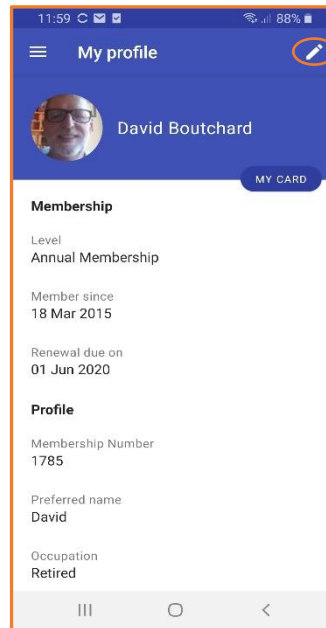 11:59
88%
My profile
David Boutchard
MY CARD
Membership
Level
Annual Membership
Member since
18 Mar 2015
Renewal due on
01 Jun 2020
Profile
Membership Number
1785
Preferred name
David
Occupation
Retired